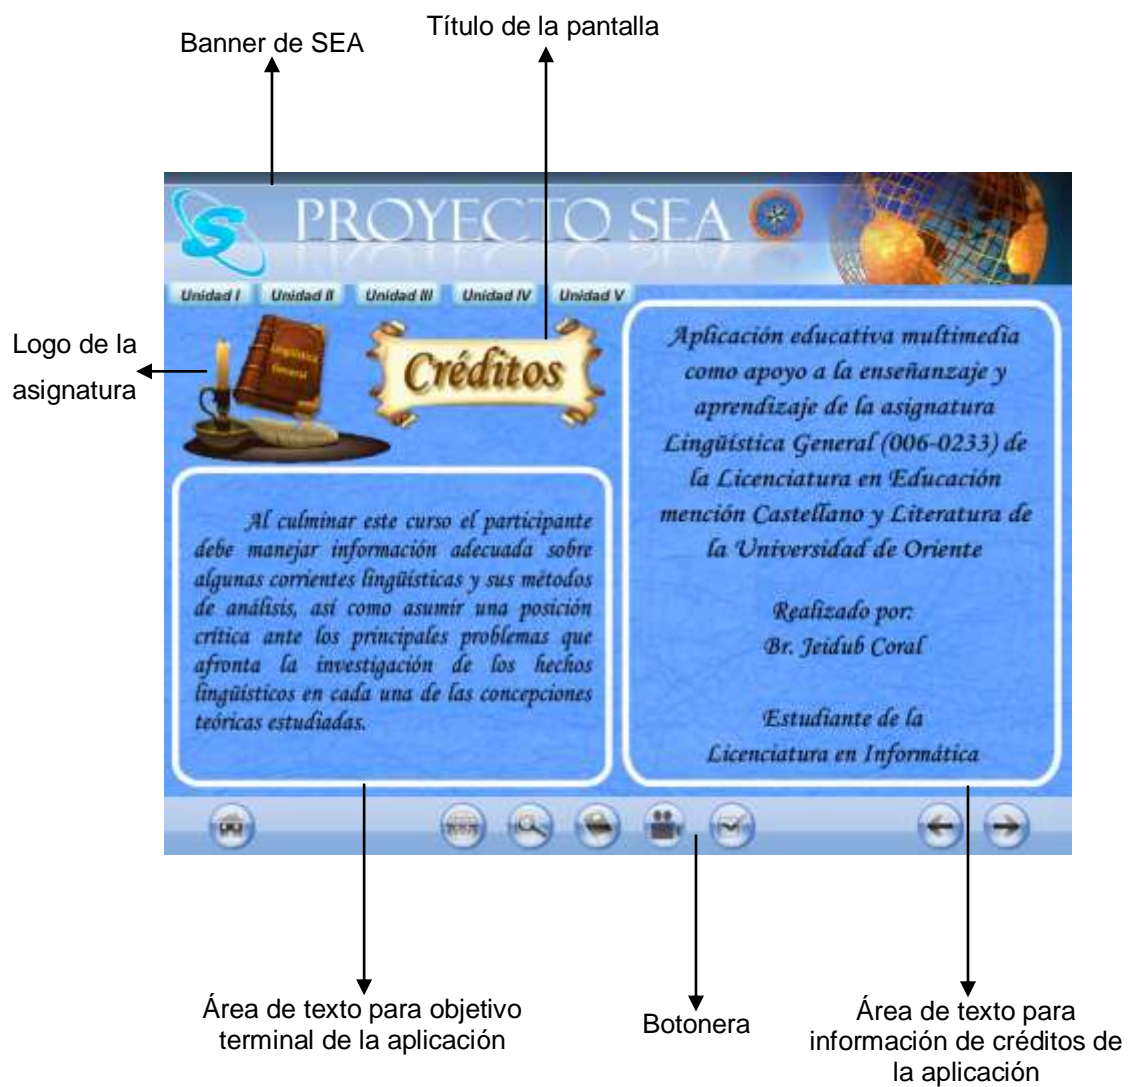 Banner de SEA
Título de la pantalla
PROYECTO SEA
Unidad I
Unidad II
Unidad III
Unidad IV
Unidad V
Logo de la
asignatura
Lingüística
General
Créditos
Aplicación educativa multimedia
como apoyo a la enseñanzaje y
aprendizaje de la asignatura
Lingüística General (006-0233) de
la Licenciatura en Educación
mención Castellano y Literatura de
la Universidad de Oriente
Realizado por:
Br. Jeidub Coral
Estudiante de la
Licenciatura en Informática
Al culminar este curso el participante
debe manejar información adecuada sobre
algunas corrientes lingüísticas y sus métodos
de análisis, así como asumir una posición
crítica ante los principales problemas que
afronta la investigación de los hechos
lingüísticos en cada una de las concepciones
teóricas estudiadas.
Área de texto para objetivo
terminal de la aplicación
Botonera
Área de texto para
información de créditos de
la aplicación